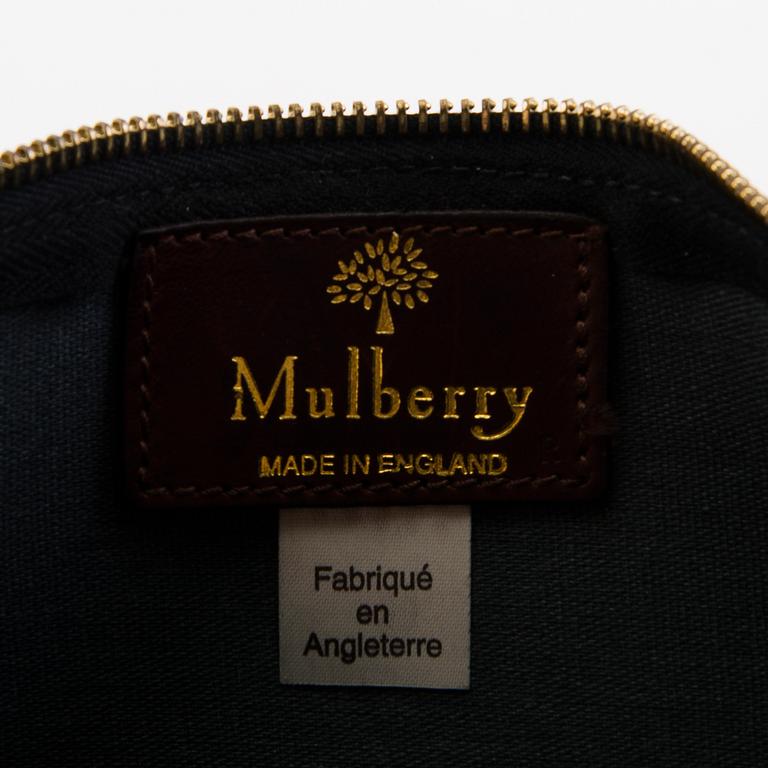 Mulberry
MADE IN ENGLAND
Fabriqué
en
Angleterre